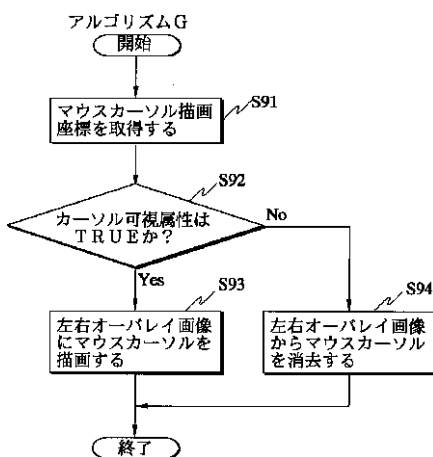 アルゴリズムG
開始
S91
マウスカーソル描画
座標を取得する
S92
カーソル可視属性は
TRUEか?
No
Yes
S93
左右オーバレイ画像
にマウスカーソルを
描画する
S94
左右オーバレイ画像
からマウスカーソル
を消去する
終了